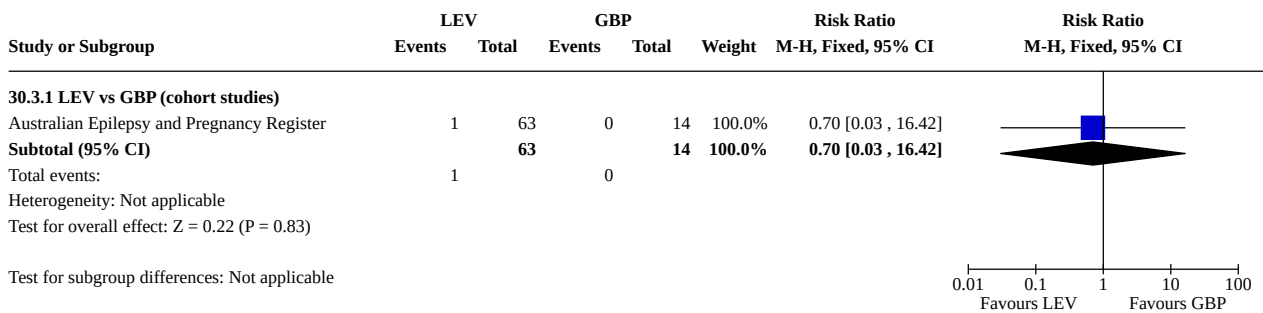 LEV GBP Risk Ratio Risk Ratio
Study or Subgroup Events Total Events Total Weight M-H, Fixed, 95% CI M-H, Fixed, 95% CI
30.3.1 LEV vs GBP (cohort studies)
Australian Epilepsy and Pregnancy Register 1 63 0 14 100.0% 0.70 [0.03 , 16.42]
Subtotal (95% CI) 63 14 100.0% 0.70 [0.03 , 16.42]
Total events: 1 0
Heterogeneity: Not applicable
Test for overall effect: Z = 0.22 (P = 0.83)
Test for subgroup differences: Not applicable
0.01 0.1 1 10 100
Favours LEV Favours GBP